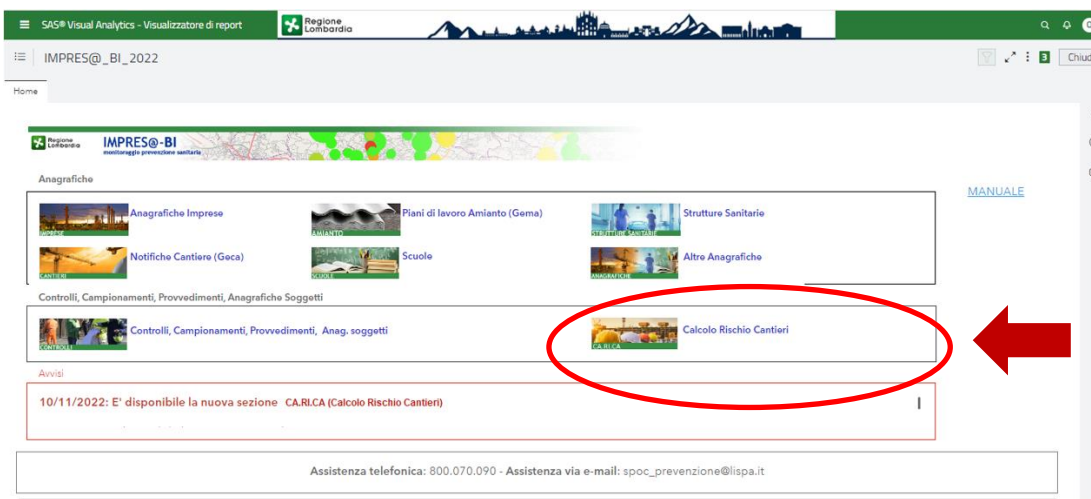 SAS® Visual Analytics - Visualizzatore di report
Regione
Lombardia
IMPRES@_BI_2022
3
Chiud
Home
Regione
Lombardia
IMPRES@-BI
monitoraggio prevenzione sanitaria
Anagrafiche
MANUALE
IMPRESE
Anagrafiche Imprese
AMIANTO
Piani di lavoro Amianto (Gema)
STRUTTURE SANITARIE
Strutture Sanitarie
CANTIERI
Notifiche Cantiere (Geca)
SCUOLE
Scuole
ANAGRAFICHE
Altre Anagrafiche
Controlli, Campionamenti, Provvedimenti, Anagrafiche Soggetti
CONTROLLI
Controlli, Campionamenti, Provvedimenti, Anag. soggetti
CA.RI.CA
Calcolo Rischio Cantieri
Avvisi
10/11/2022: E' disponibile la nuova sezione CA.RI.CA (Calcolo Rischio Cantieri)
Assistenza telefonica: 800.070.090 - Assistenza via e-mail: spoc_prevenzione@lispa.it